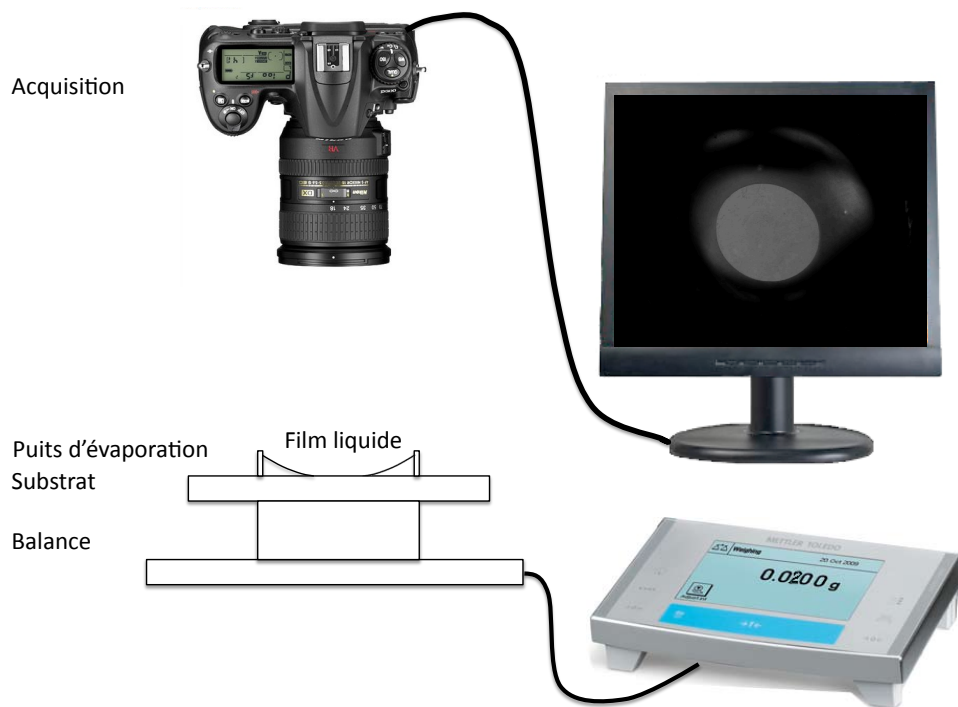 Acquisition
Puits d’évaporation
Film liquide
Substrat
Balance
METTLER TOLEDO
Weighing
20 Oct 2009
0.0200 g
→T←